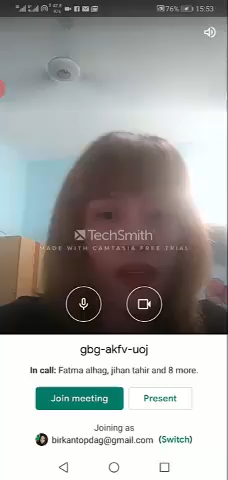 76% 15:53
TechSmith
MADE WITH CAMTASIA FREE TRIAL
gbg-akfv-uoj
In call: Fatma alhag, jihan tahir and 8 more.
Join meeting
Present
Joining as
birkantopdag@gmail.com (Switch)